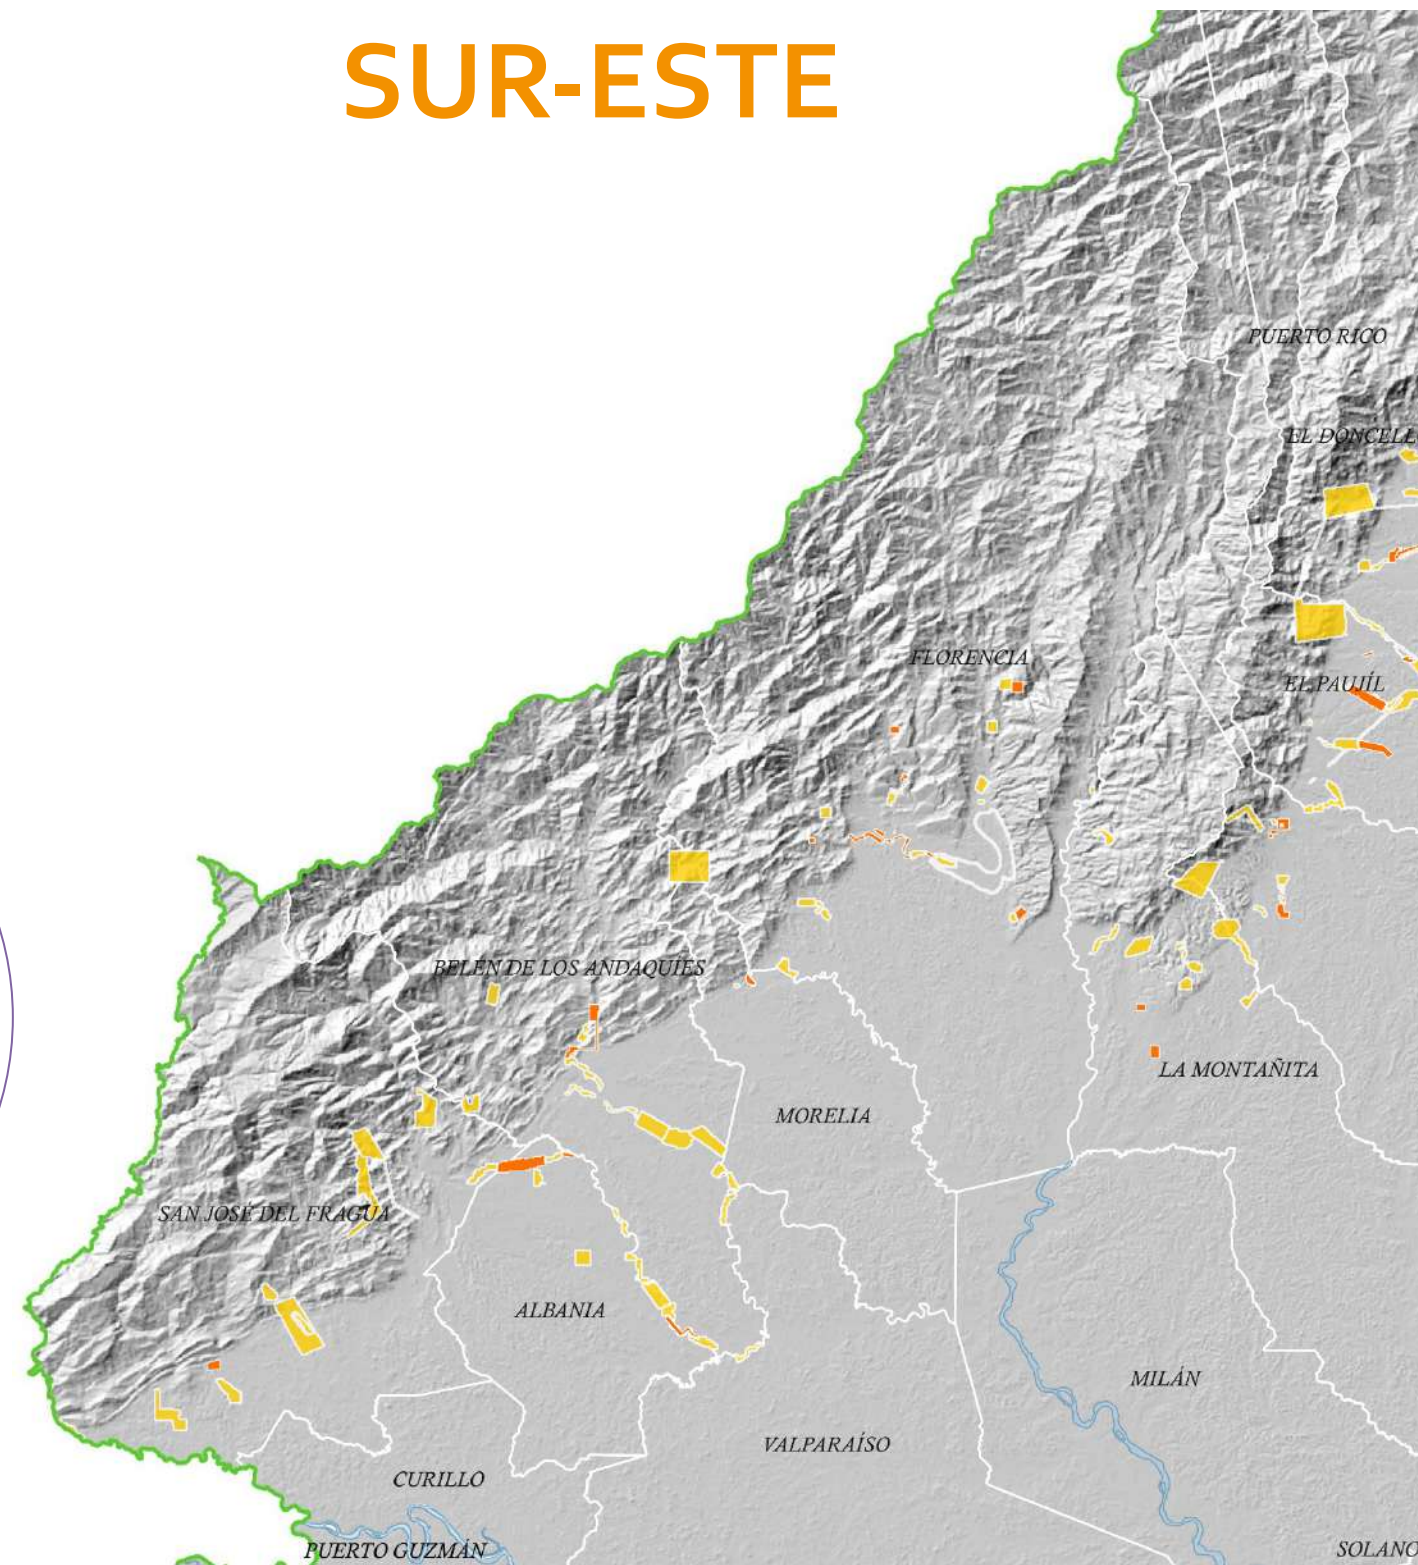 SUR-ESTE
PUERTO RICO
EL DONCELL
FLORENCIA
EL PAUJÍL
BELÉN DE LOS ANDAQUÍES
LA MONTAÑITA
MORELIA
SAN JOSÉ DEL FRAGUA
ALBANIA
MILÁN
VALPARAÍSO
CURILLO
PUERTO GUZMÁN
SOLANO